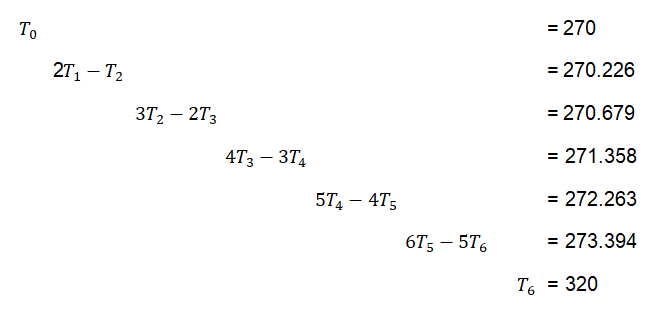 T₀ = 270
2T₁ − T₂ = 270.226
3T₂ − 2T₃ = 270.679
4T₃ − 3T₄ = 271.358
5T₄ − 4T₅ = 272.263
6T₅ − 5T₆ = 273.394
T₆ = 320